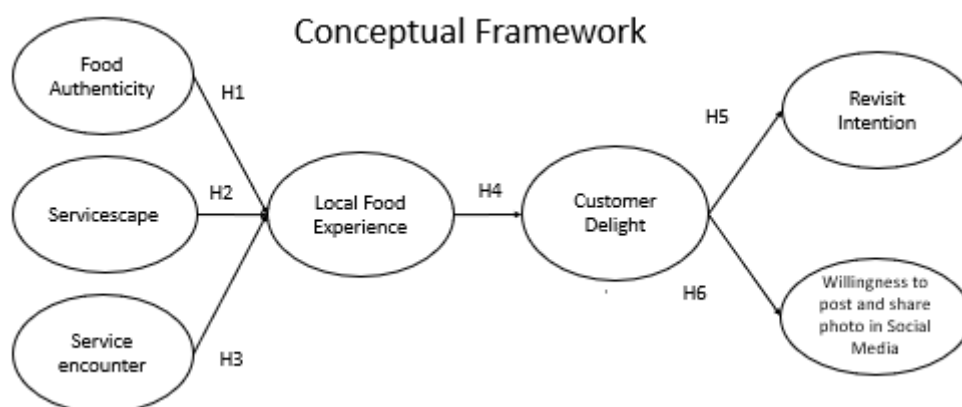 Conceptual Framework
Food
Authenticity
H1
Servicescape
H2
Service
encounter
H3
Local Food
Experience
H4
Customer
Delight
H5
Revisit
Intention
H6
Willingness to
post and share
photo in Social
Media